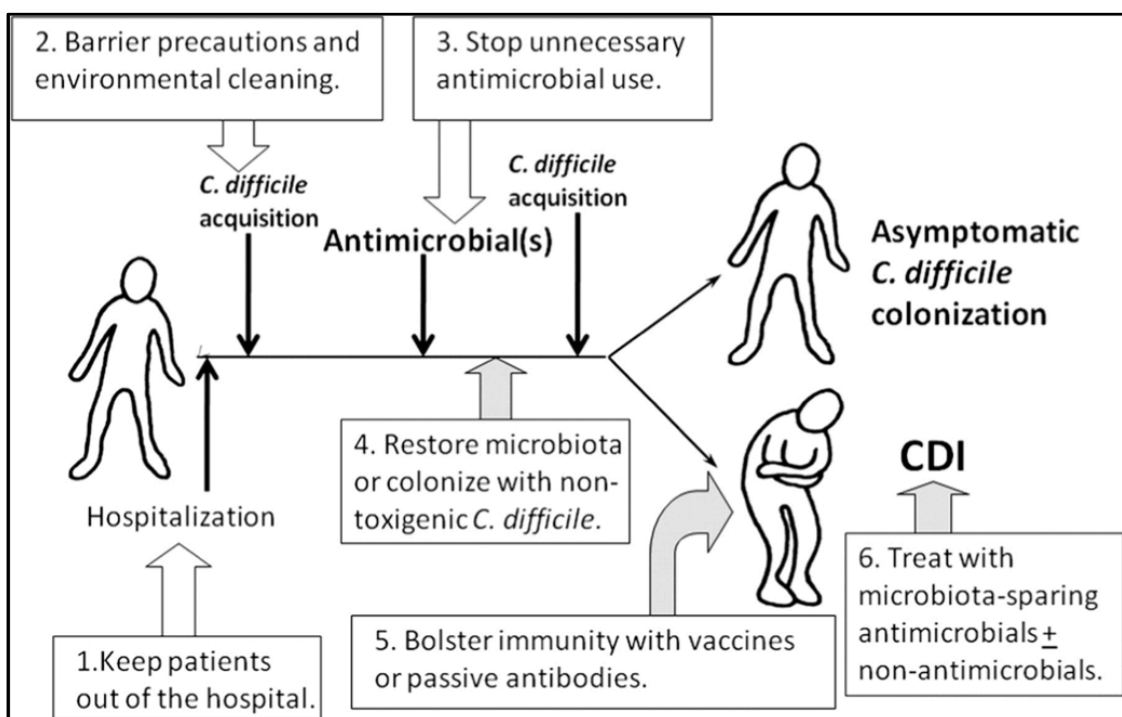 2. Barrier precautions and
environmental cleaning.
3. Stop unnecessary
antimicrobial use.
C. difficile
acquisition
C. difficile
acquisition
Antimicrobial(s)
Asymptomatic
C. difficile
colonization
Hospitalization
4. Restore microbiota
or colonize with non-
toxigenic C. difficile.
CDI
1.Keep patients
out of the hospital.
5. Bolster immunity with vaccines
or passive antibodies.
6. Treat with
microbiota-sparing
antimicrobials ±
non-antimicrobials.